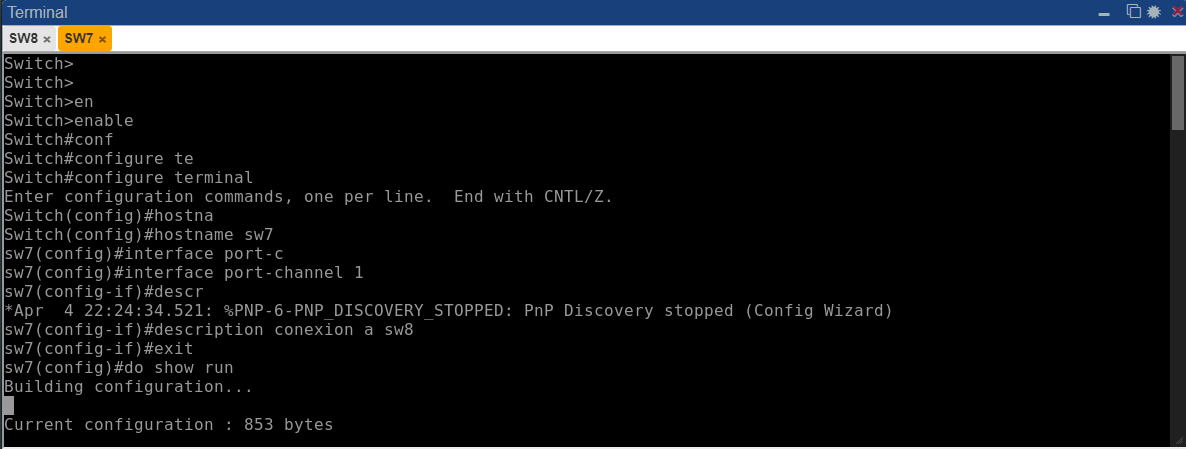 Terminal
SW8 × SW7 ×
Switch>
Switch>
Switch>en
Switch>enable
Switch#conf
Switch#configure te
Switch#configure terminal
Enter configuration commands, one per line.  End with CNTL/Z.
Switch(config)#hostna
Switch(config)#hostname sw7
sw7(config)#interface port-c
sw7(config)#interface port-channel 1
sw7(config-if)#descr
*Apr  4 22:24:34.521: %PNP-6-PNP_DISCOVERY_STOPPED: PnP Discovery stopped (Config Wizard)
sw7(config-if)#description conexion a sw8
sw7(config-if)#exit
sw7(config)#do show run
Building configuration...
Current configuration : 853 bytes